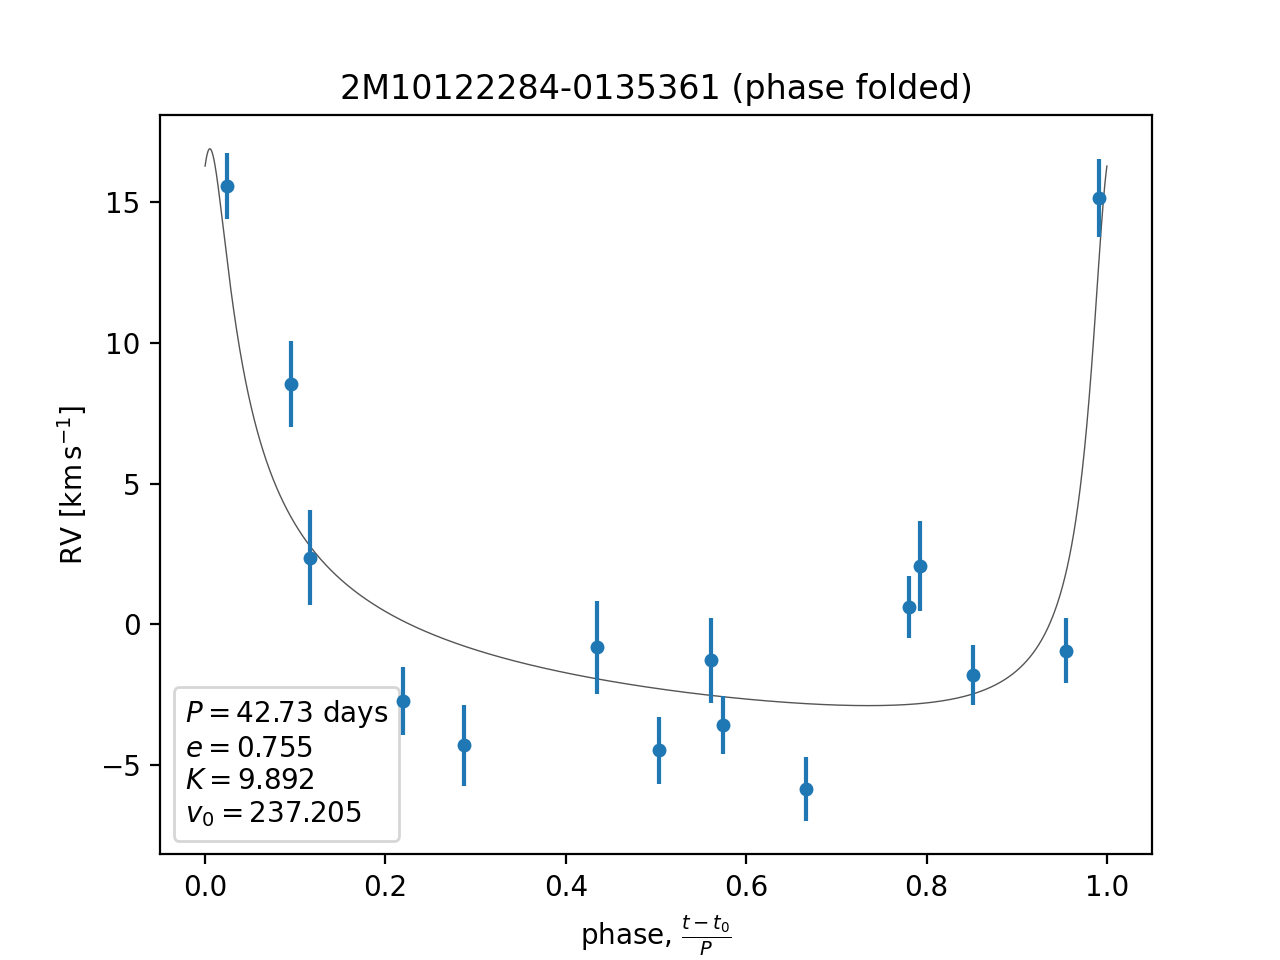 2M10122284-0135361 (phase folded)
RV [km s⁻¹]
15
10
5
0
−5
P = 42.73 days
e = 0.755
K = 9.892
v₀ = 237.205
0.0 0.2 0.4 0.6 0.8 1.0
phase, (t − t₀)/P